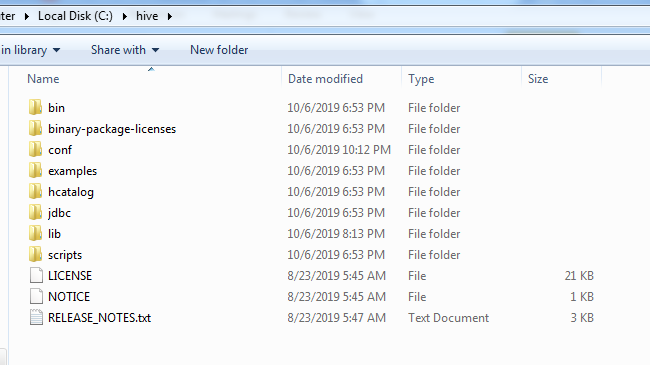 uter ▸ Local Disk (C:) ▸ hive ▸
in library ▾ Share with ▾ New folder
Name Date modified Type Size
bin 10/6/2019 6:53 PM File folder
binary-package-licenses 10/6/2019 6:53 PM File folder
conf 10/6/2019 10:12 PM File folder
examples 10/6/2019 6:53 PM File folder
hcatalog 10/6/2019 6:53 PM File folder
jdbc 10/6/2019 6:53 PM File folder
lib 10/6/2019 8:13 PM File folder
scripts 10/6/2019 6:53 PM File folder
LICENSE 8/23/2019 5:45 AM File 21 KB
NOTICE 8/23/2019 5:45 AM File 1 KB
RELEASE_NOTES.txt 8/23/2019 5:47 AM Text Document 3 KB